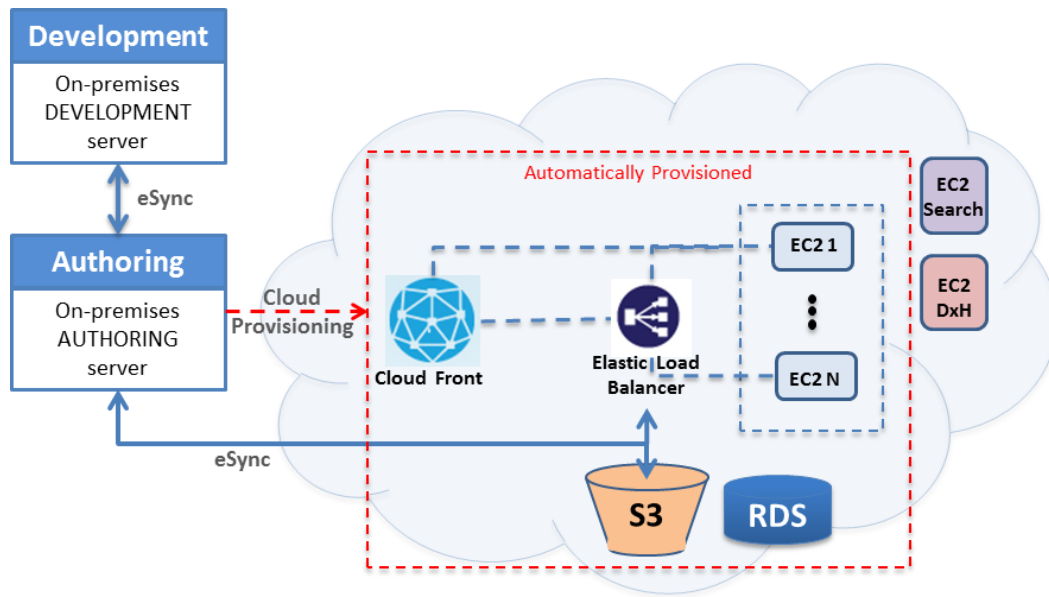 Development
On-premises
DEVELOPMENT
server
eSync
Authoring
On-premises
AUTHORING
server
Cloud
Provisioning
Automatically Provisioned
EC2
Search
EC2
DxH
EC2 1
EC2 N
Cloud Front
Elastic Load
Balancer
eSync
S3
RDS